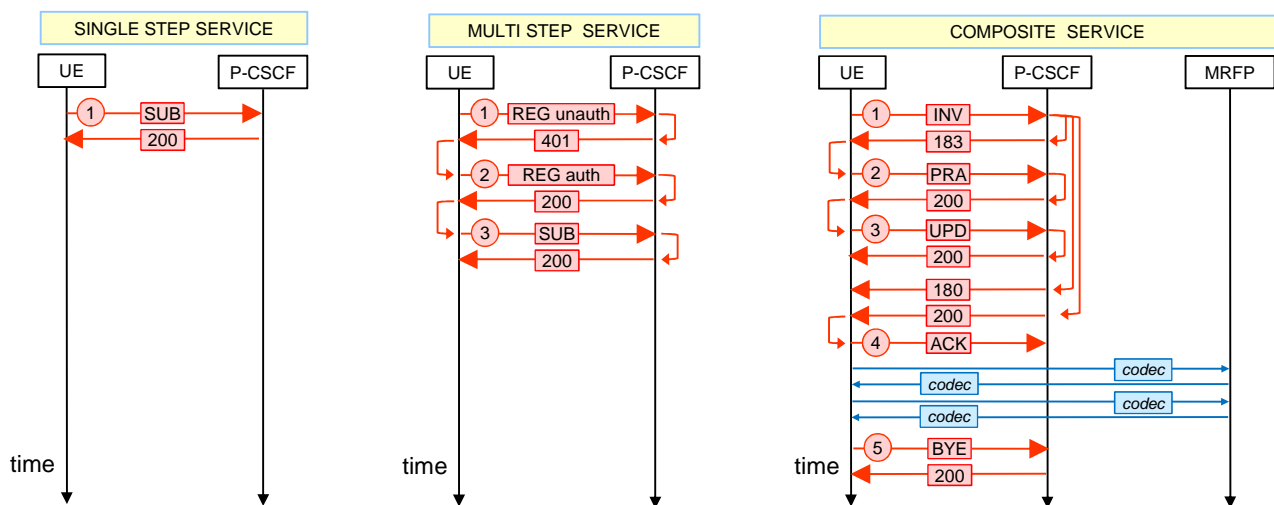 SINGLE STEP SERVICE
UE
P-CSCF
1
SUB
200
time
MULTI STEP SERVICE
UE
P-CSCF
1
REG unauth
401
2
REG auth
200
3
SUB
200
COMPOSITE SERVICE
UE
P-CSCF
MRFP
1
INV
183
2
PRA
200
3
UPD
200
180
200
4
ACK
codec
codec
codec
codec
5
BYE
time
200